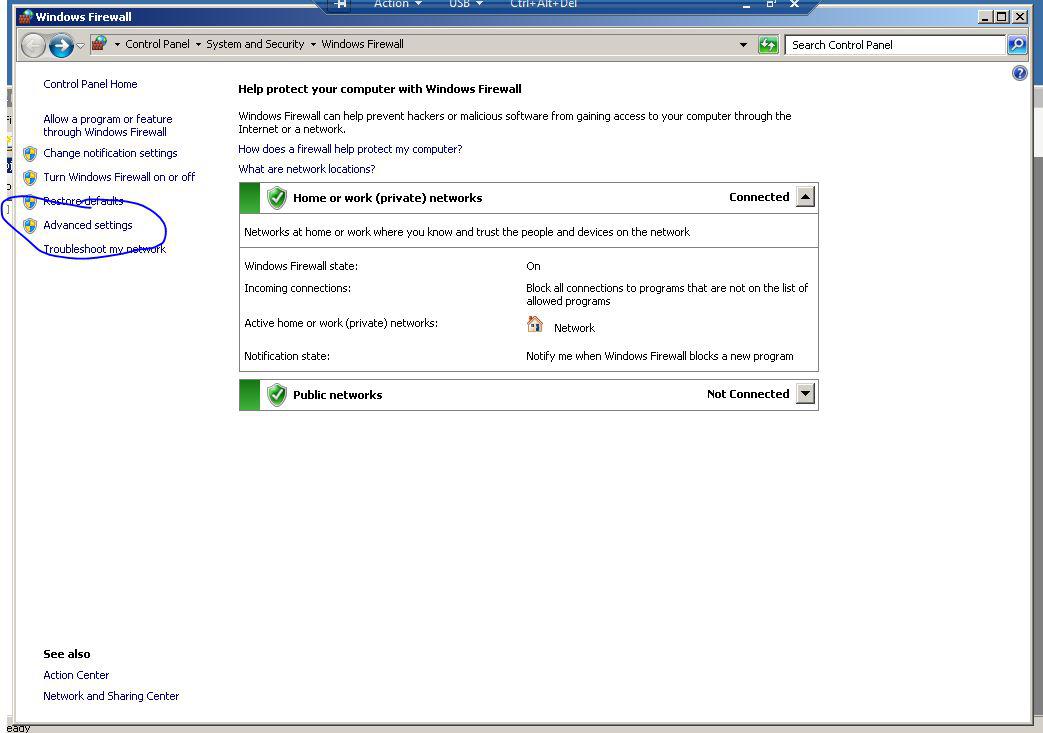 Action USB Ctrl+Alt+Del
Windows Firewall
Control Panel System and Security Windows Firewall
Search Control Panel
Control Panel Home
Allow a program or feature
through Windows Firewall
Change notification settings
Turn Windows Firewall on or off
Restore defaults
Advanced settings
Troubleshoot my network
Help protect your computer with Windows Firewall
Windows Firewall can help prevent hackers or malicious software from gaining access to your computer through the
Internet or a network.
How does a firewall help protect my computer?
What are network locations?
Home or work (private) networks Connected
Networks at home or work where you know and trust the people and devices on the network
Windows Firewall state: On
Incoming connections: Block all connections to programs that are not on the list of
allowed programs
Active home or work (private) networks: Network
Notification state: Notify me when Windows Firewall blocks a new program
Public networks Not Connected
See also
Action Center
Network and Sharing Center
eady